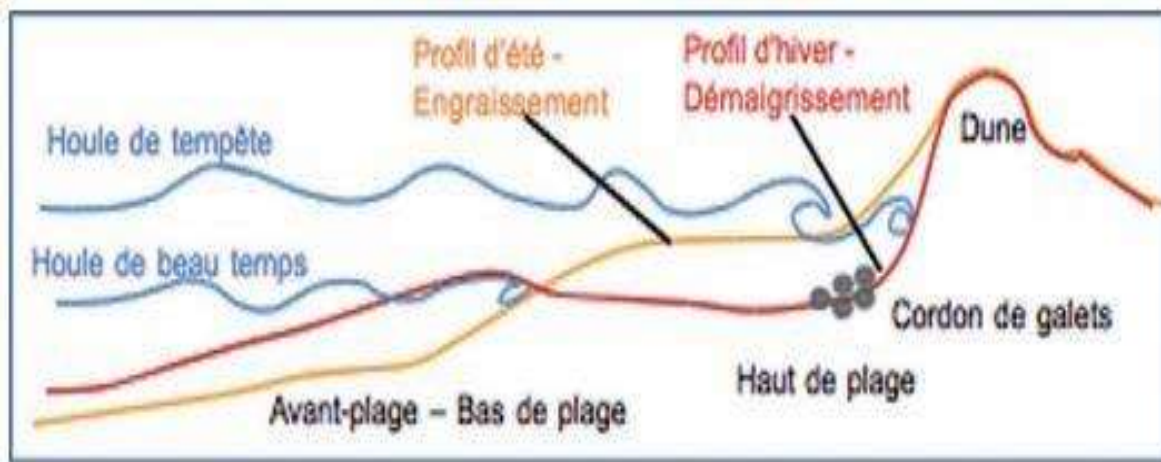 Profil d'été -
Engraissement
Profil d'hiver -
Démaigrissement
Dune
Houle de tempête
Houle de beau temps
Cordon de galets
Haut de plage
Avant-plage – Bas de plage